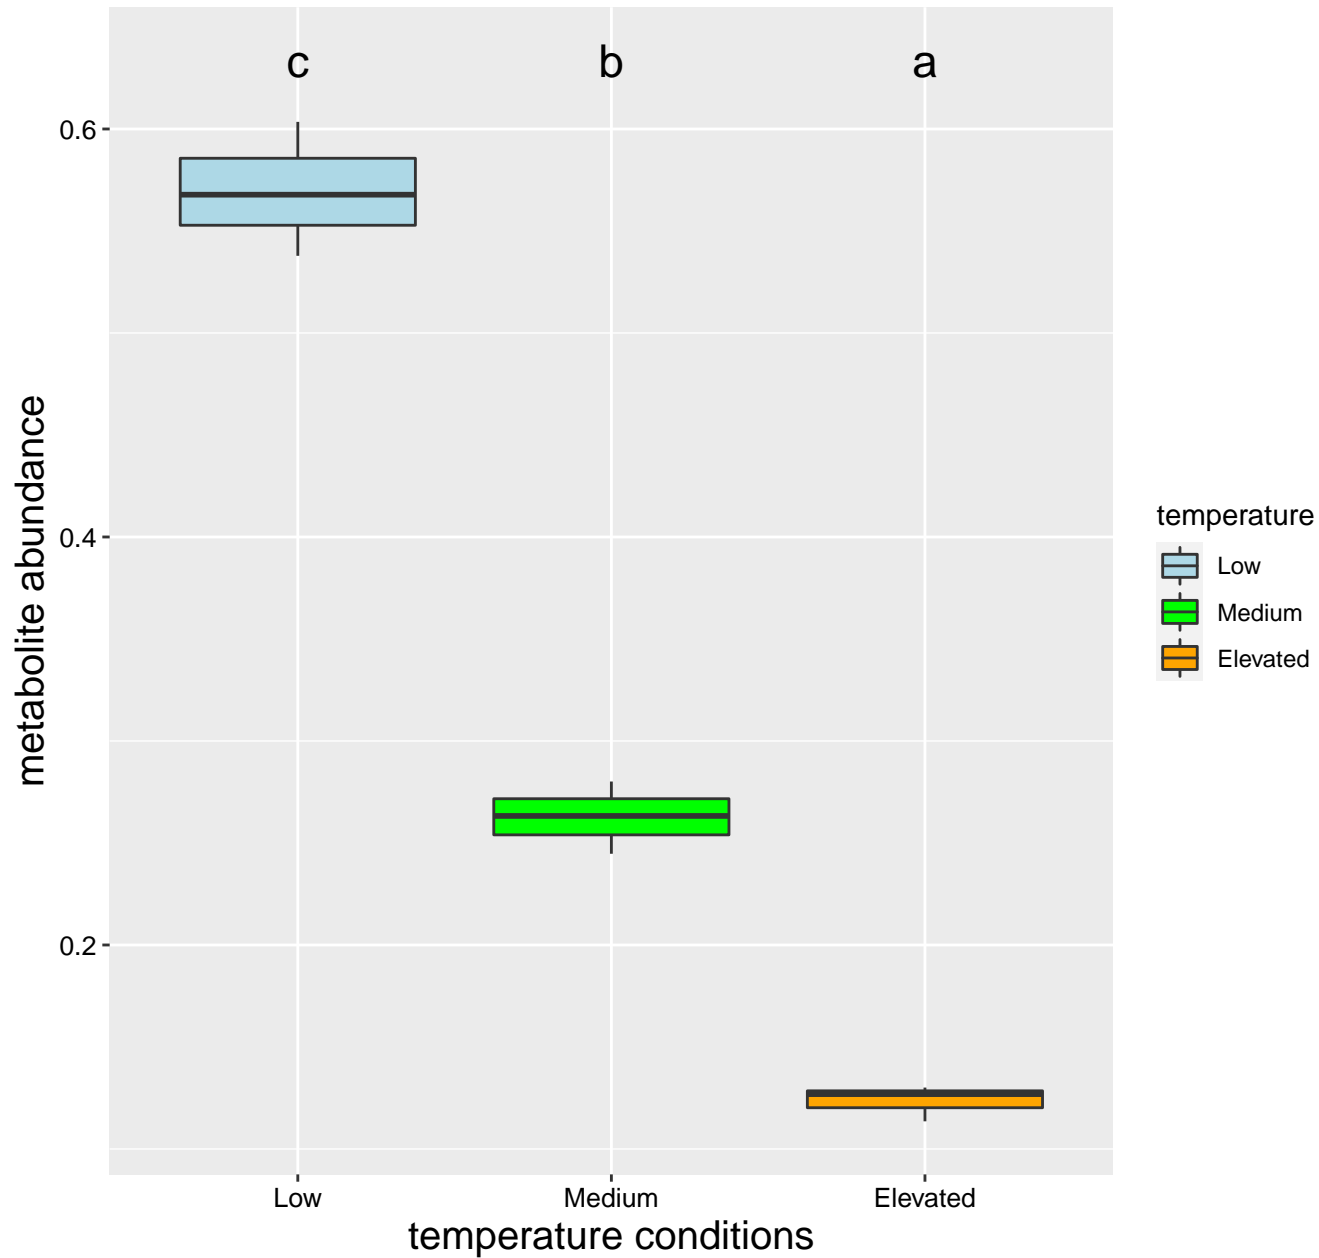 c b a
0.6
0.4
0.2
metabolite abundance
Low Medium Elevated
temperature conditions
temperature
Low
Medium
Elevated